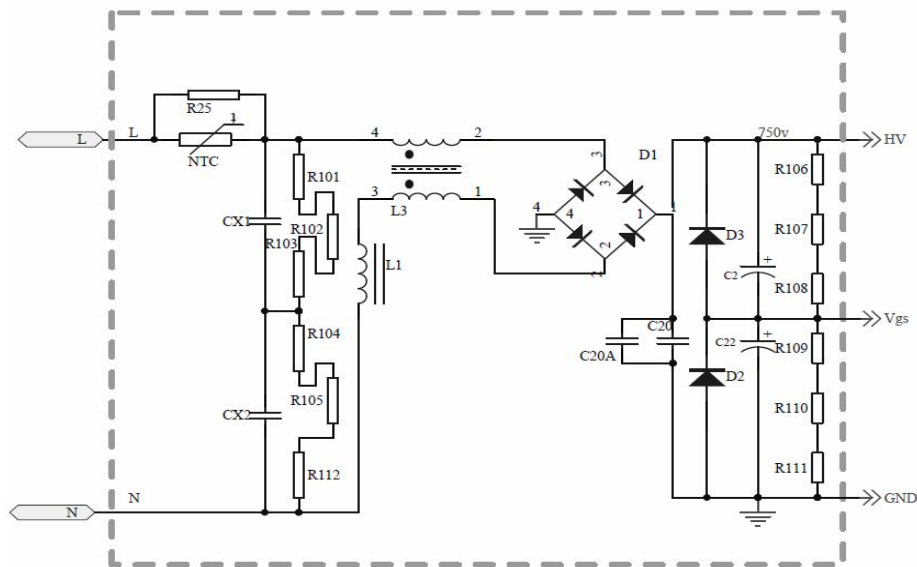 R25
1
L L
NTC
4 2
3
D1
750v
HV
R101
3
R106
3 1
4
4
1
1
L3
CX1
R102
R103
2
2
L1
D3
R107
C2
+
R108
Vgs
R104
C20A
C20
C22
+
R109
D2
CX2
R105
R110
R112
R111
N
N
GND